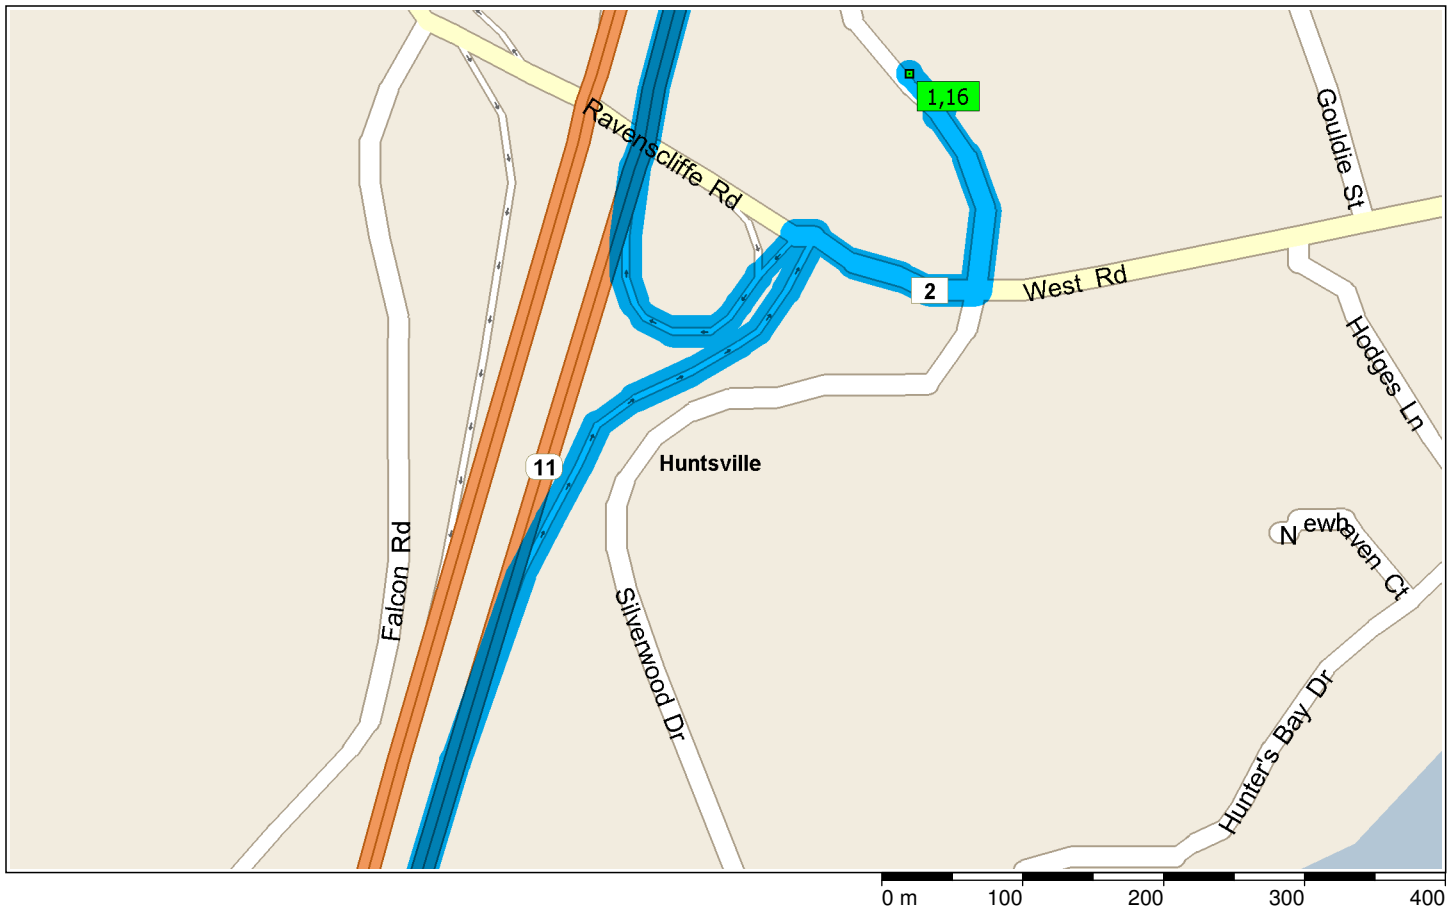 1,16
Gouldie St
Ravenscliffe Rd
2
West Rd
Hodges Ln
11
Huntsville
Newhaven Ct
Falcon Rd
Silverwood Dr
Hunter's Bay Dr
0 m 100 200 300 400